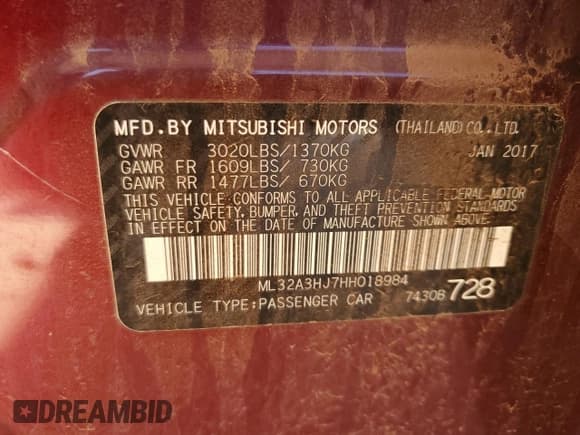 MFD.BY MITSUBISHI MOTORS (THAILAND)CO.,LTD.
GVWR 3020LBS/1370KG JAN 2017
GAWR FR 1609LBS/ 730KG
GAWR RR 1477LBS/ 670KG
THIS VEHICLE CONFORMS TO ALL APPLICABLE FEDERAL MOTOR
VEHICLE SAFETY,BUMPER,AND THEFT PREVENTION STANDARDS
IN EFFECT ON THE DATE OF MANUFACTURE SHOWN ABOVE.
ML32A3HJ7HH018984
VEHICLE TYPE:PASSENGER CAR 7430B 728
DREAMBID